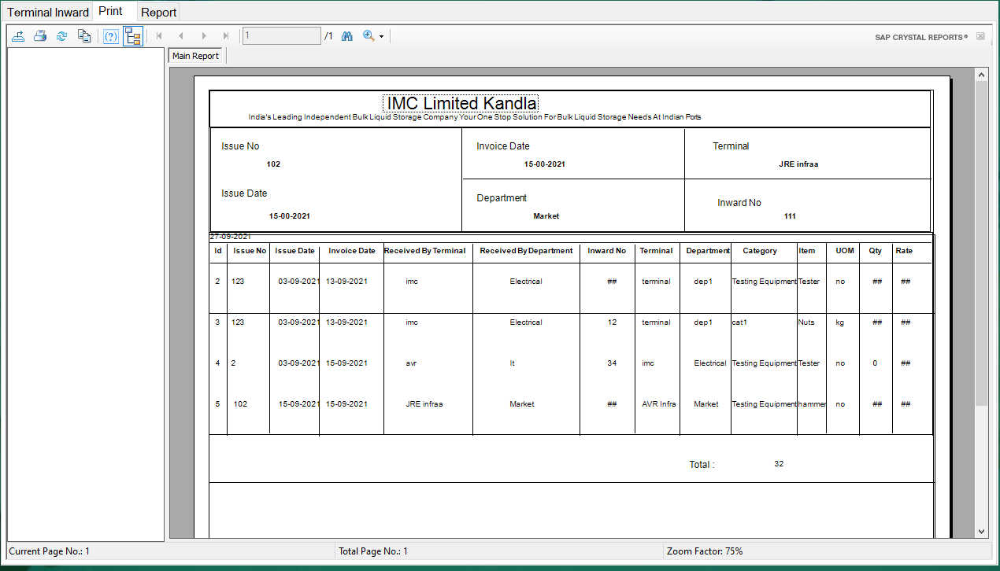 Terminal Inward Print Report
1 /1 SAP CRYSTAL REPORTS®
Main Report
IMC Limited Kandla
India's Leading Independent Bulk Liquid Storage Company Your One Stop Solution For Bulk Liquid Storage Needs At Indian Ports
Issue No Invoice Date Terminal
102 15-00-2021 JRE infraa
Issue Date Department Inward No
15-00-2021 Market 111
27-09-2021
Id Issue No Issue Date Invoice Date Received By Terminal Received By Department Inward No Terminal Department Category Item UOM Qty Rate
2 123 03-09-2021 13-09-2021 imc Electrical ## terminal dep1 Testing Equipment Tester no ## ##
3 123 03-09-2021 13-09-2021 imc Electrical 12 terminal dep1 cat1 Nuts kg ## ##
4 2 03-09-2021 15-09-2021 avr It 34 imc Electrical Testing Equipment Tester no 0 ##
5 102 15-09-2021 15-09-2021 JRE infraa Market ## AVR Infra Market Testing Equipment hammer no ## ##
Total : 32
Current Page No.: 1 Total Page No.: 1 Zoom Factor: 75%